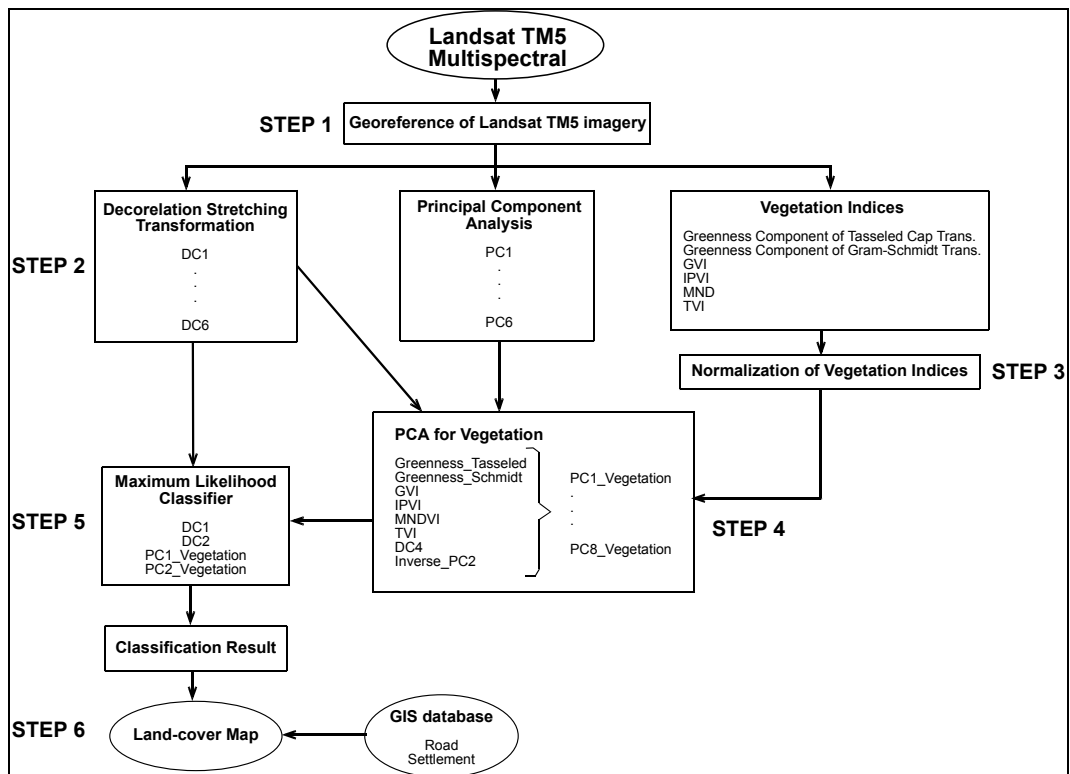 Landsat TM5
Multispectral
STEP 1
Georeference of Landsat TM5 imagery
STEP 2
Decorelation Stretching
Transformation
DC1
.
.
.
DC6
Principal Component
Analysis
PC1
.
.
.
.
PC6
Vegetation Indices
Greenness Component of Tasseled Cap Trans.
Greenness Component of Gram-Schmidt Trans.
GVI
IPVI
MND
TVI
Normalization of Vegetation Indices
STEP 3
PCA for Vegetation
Greenness_Tasseled
Greenness_Schmidt
GVI
IPVI
MNDVI
TVI
DC4
Inverse_PC2
PC1_Vegetation
.
.
.
PC8_Vegetation
STEP 4
STEP 5
Maximum Likelihood
Classifier
DC1
DC2
PC1_Vegetation
PC2_Vegetation
Classification Result
STEP 6
Land-cover Map
GIS database
Road
Settlement